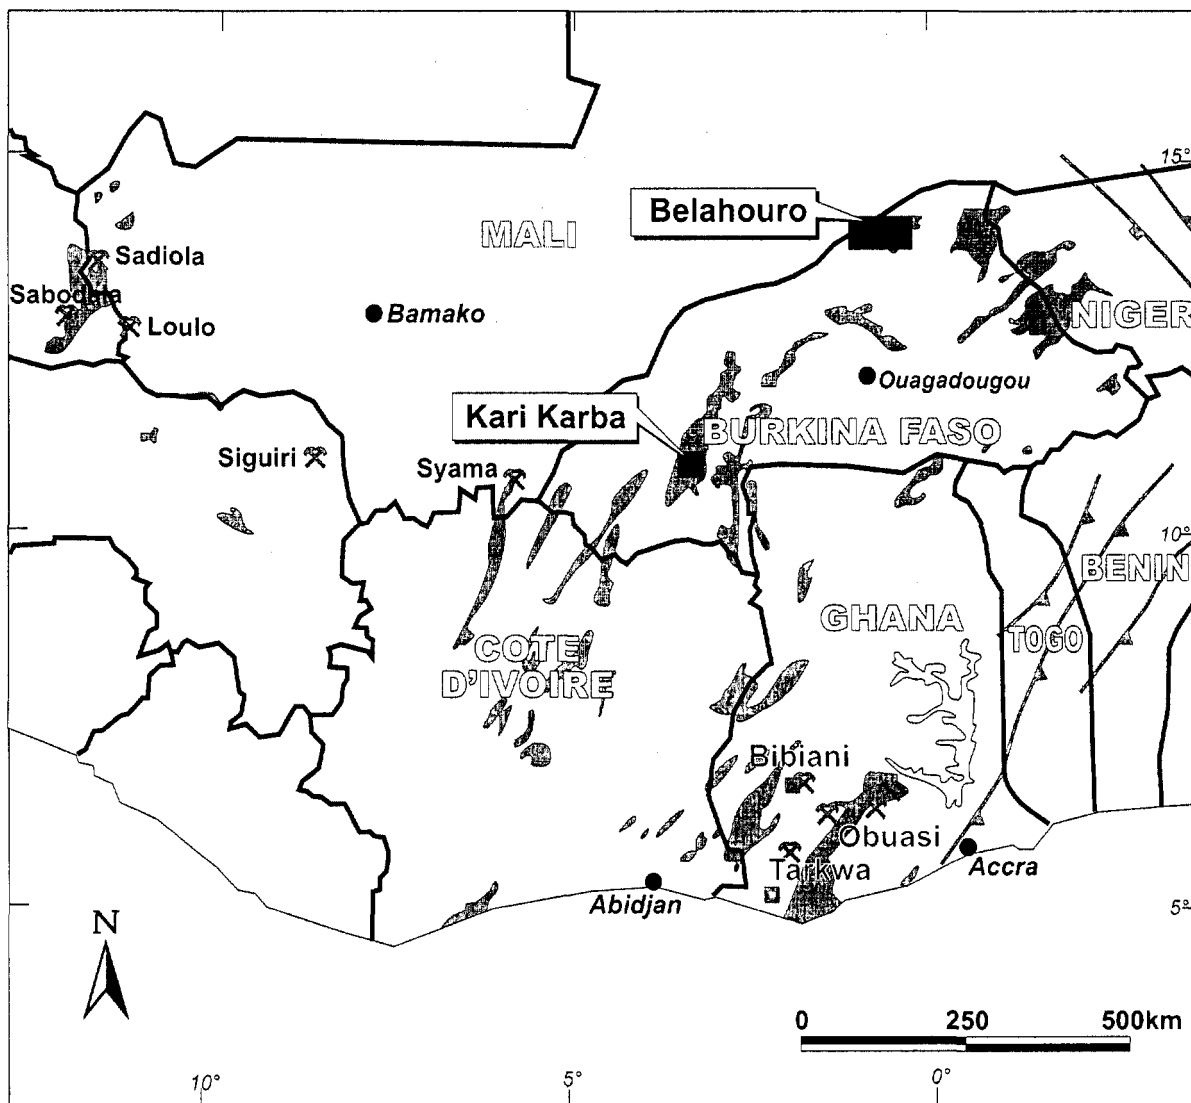 15°
Belahouro
MALI
Sadiola
Sabodala
Bamako
NIGER
Loulo
Ouagadougou
Kari Karba
BURKINA FASO
Siguiri
Syama
10°
BENIN
GHANA
TOGO
COTE
D'IVOIRE
Bibiani
Obuasi
Tarkwa
Accra
Abidjan
5°
N
0
250
500km
10°
5°
0°